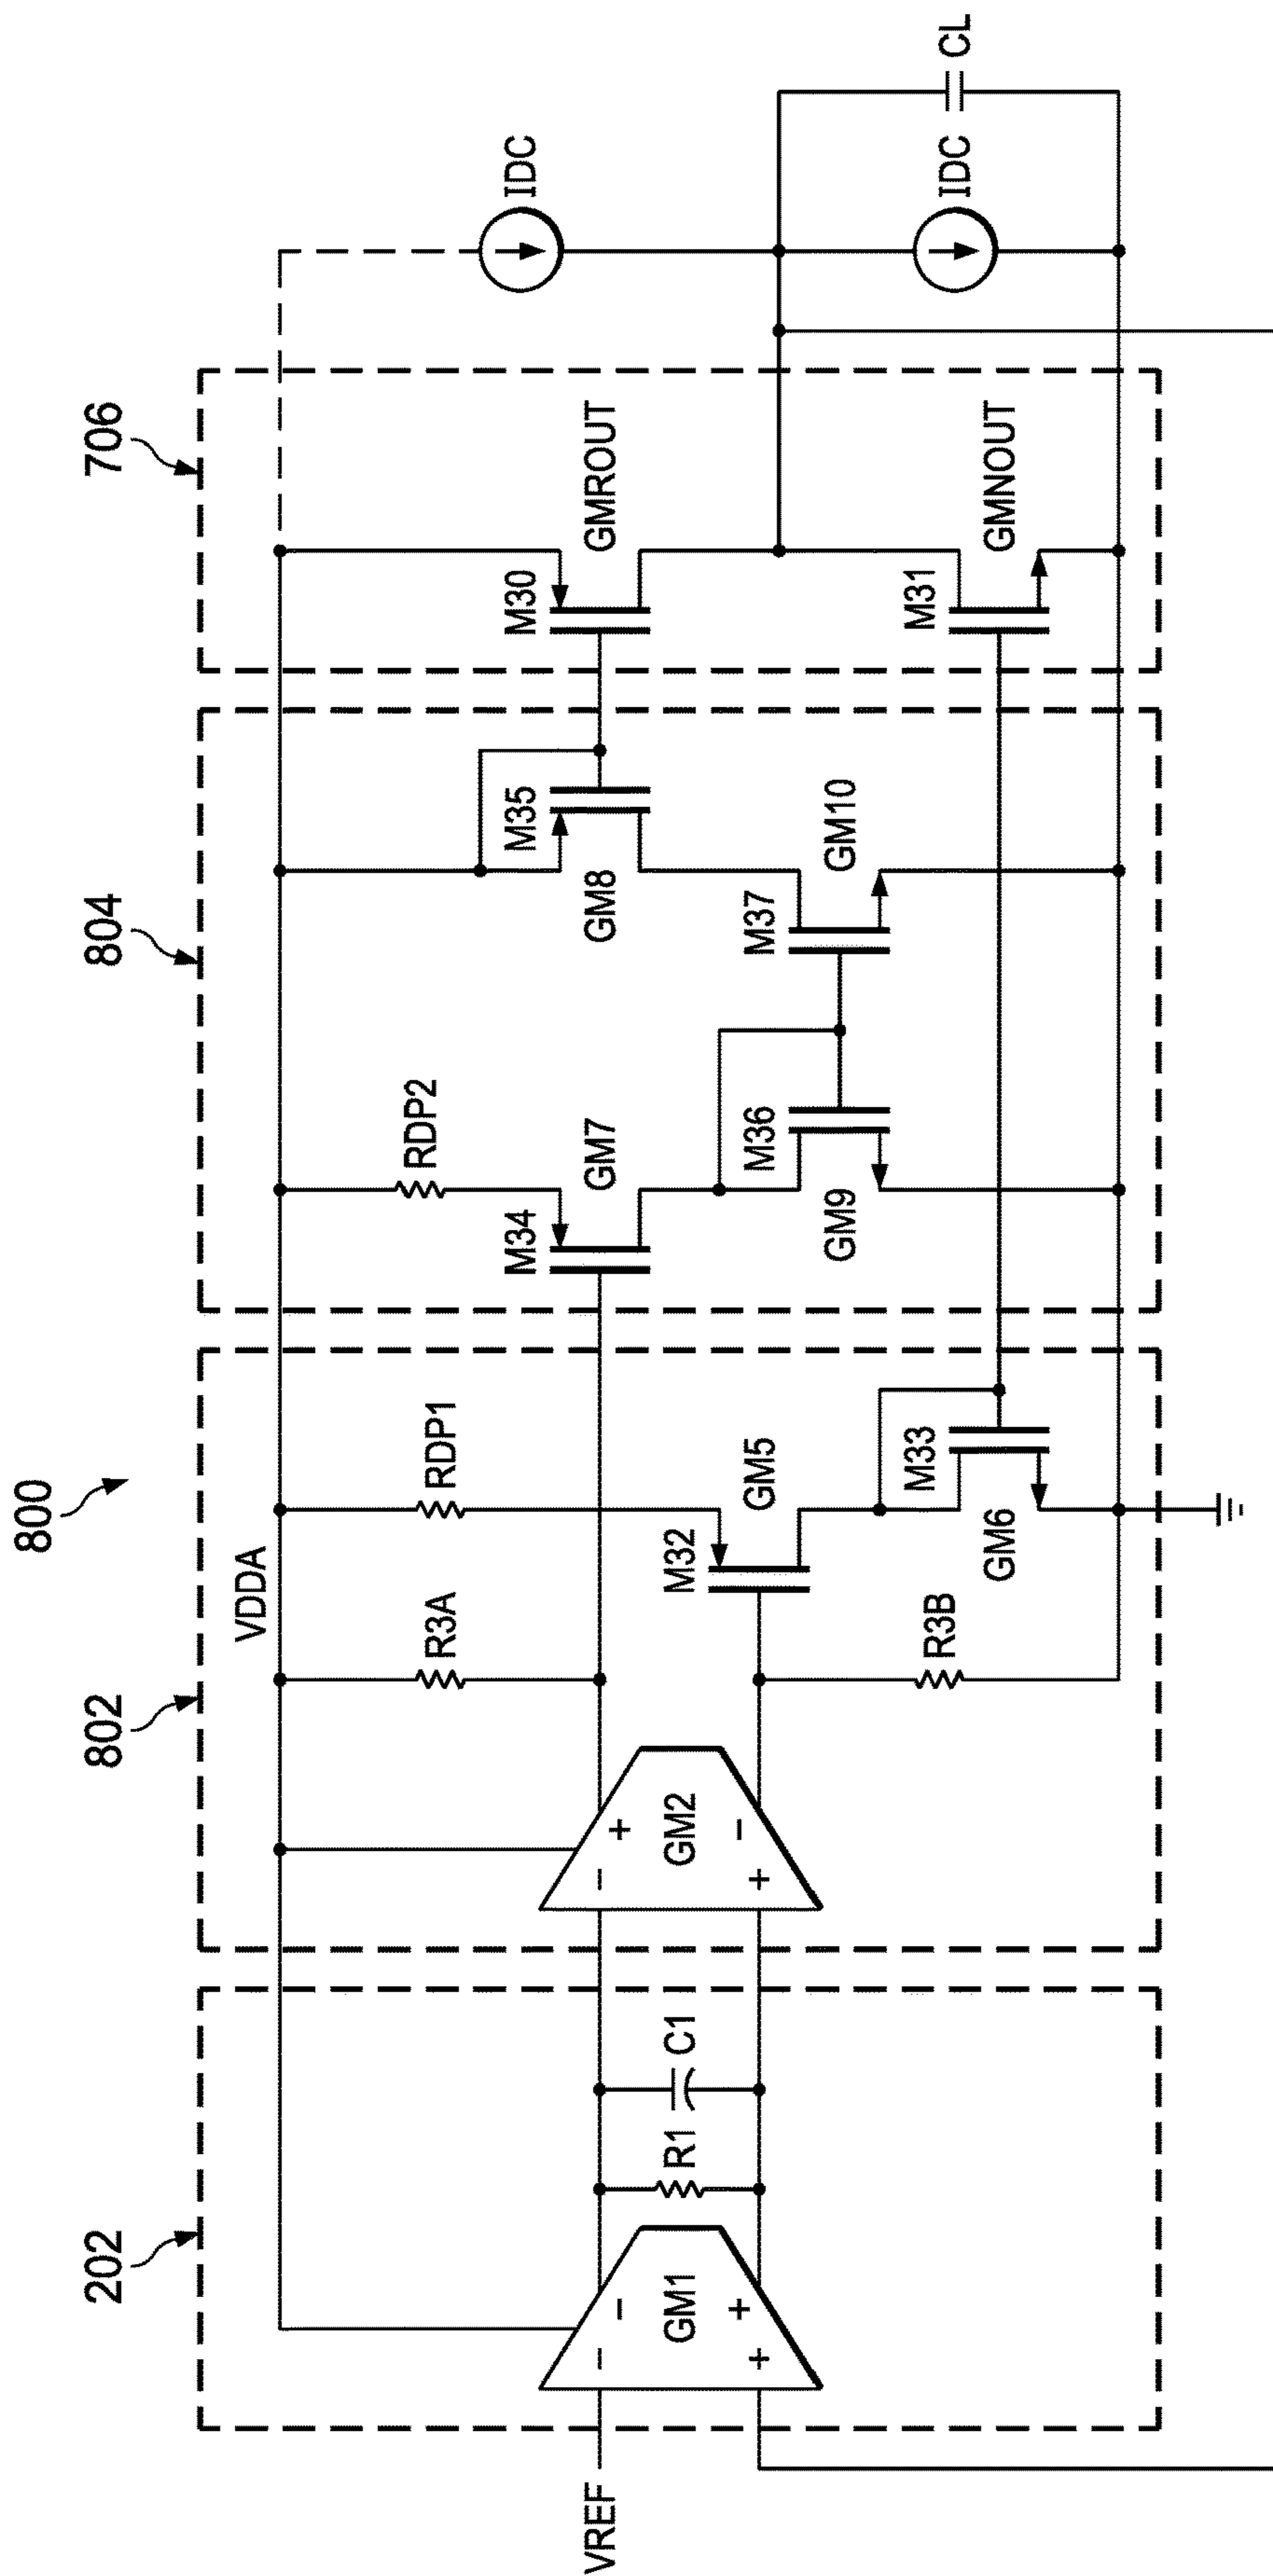 800
202
802
804
706
VDDA
VREF
GM1
-
-
+
+
R1
C1
GM2
-
+
+
-
R3A
R3B
RDP1
M32
GM5
M33
GM6
RDP2
M34
GM7
M36
GM9
M35
GM8
M37
GM10
M30
GMROUT
M31
GMNOUT
IDC
IDC
CL